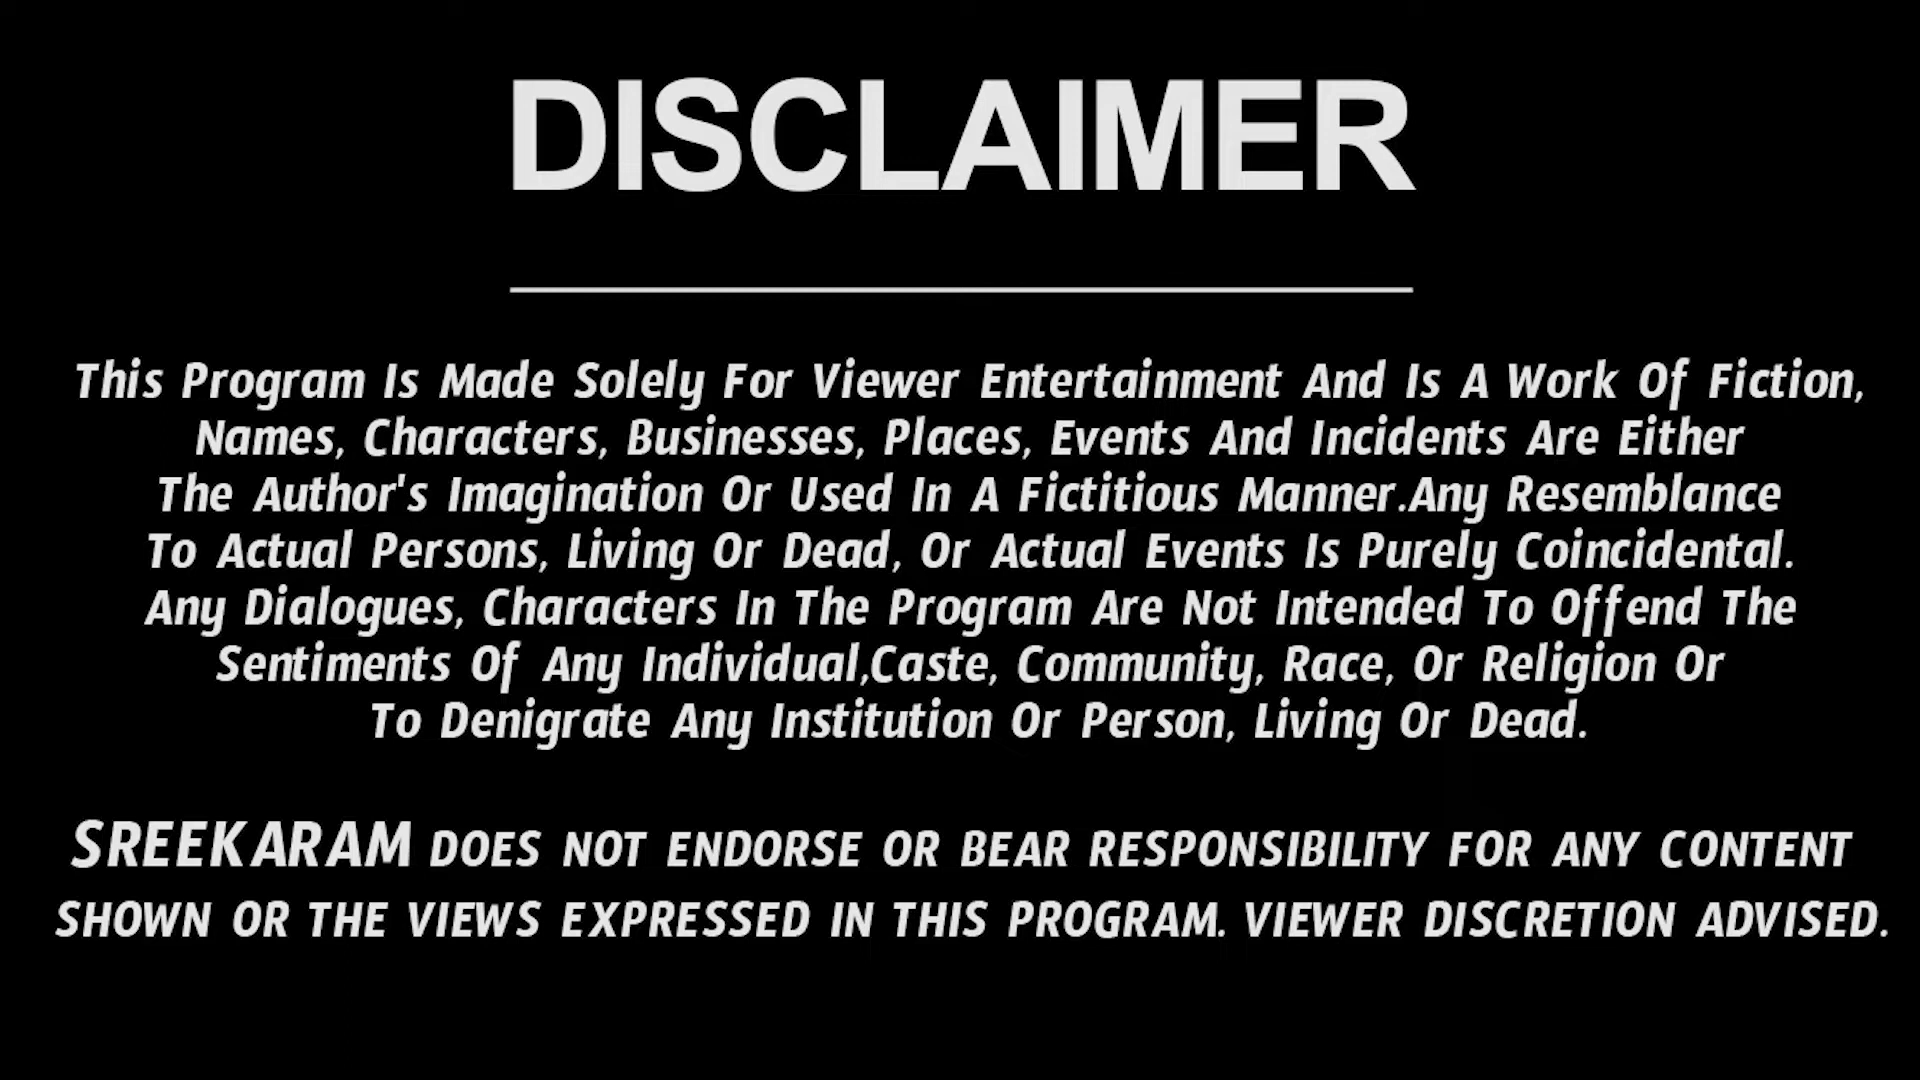 DISCLAIMER
This Program Is Made Solely For Viewer Entertainment And Is A Work Of Fiction,
Names, Characters, Businesses, Places, Events And Incidents Are Either
The Author's Imagination Or Used In A Fictitious Manner.Any Resemblance
To Actual Persons, Living Or Dead, Or Actual Events Is Purely Coincidental.
Any Dialogues, Characters In The Program Are Not Intended To Offend The
Sentiments Of Any Individual,Caste, Community, Race, Or Religion Or
To Denigrate Any Institution Or Person, Living Or Dead.
SREEKARAM DOES NOT ENDORSE OR BEAR RESPONSIBILITY FOR ANY CONTENT
SHOWN OR THE VIEWS EXPRESSED IN THIS PROGRAM. VIEWER DISCRETION ADVISED.